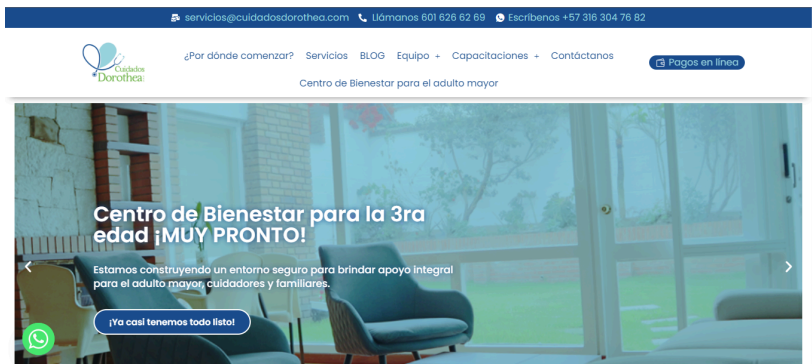 servicios@cuidadosdorothea.com Llámanos 601 626 62 69 Escríbenos +57 316 304 76 82
Cuidados
Dorothea
¿Por dónde comenzar? Servicios BLOG Equipo + Capacitaciones + Contáctanos
Centro de Bienestar para el adulto mayor
Pagos en línea
Centro de Bienestar para la 3ra
edad ¡MUY PRONTO!
Estamos construyendo un entorno seguro para brindar apoyo integral
para el adulto mayor, cuidadores y familiares.
¡Ya casi tenemos todo listo!